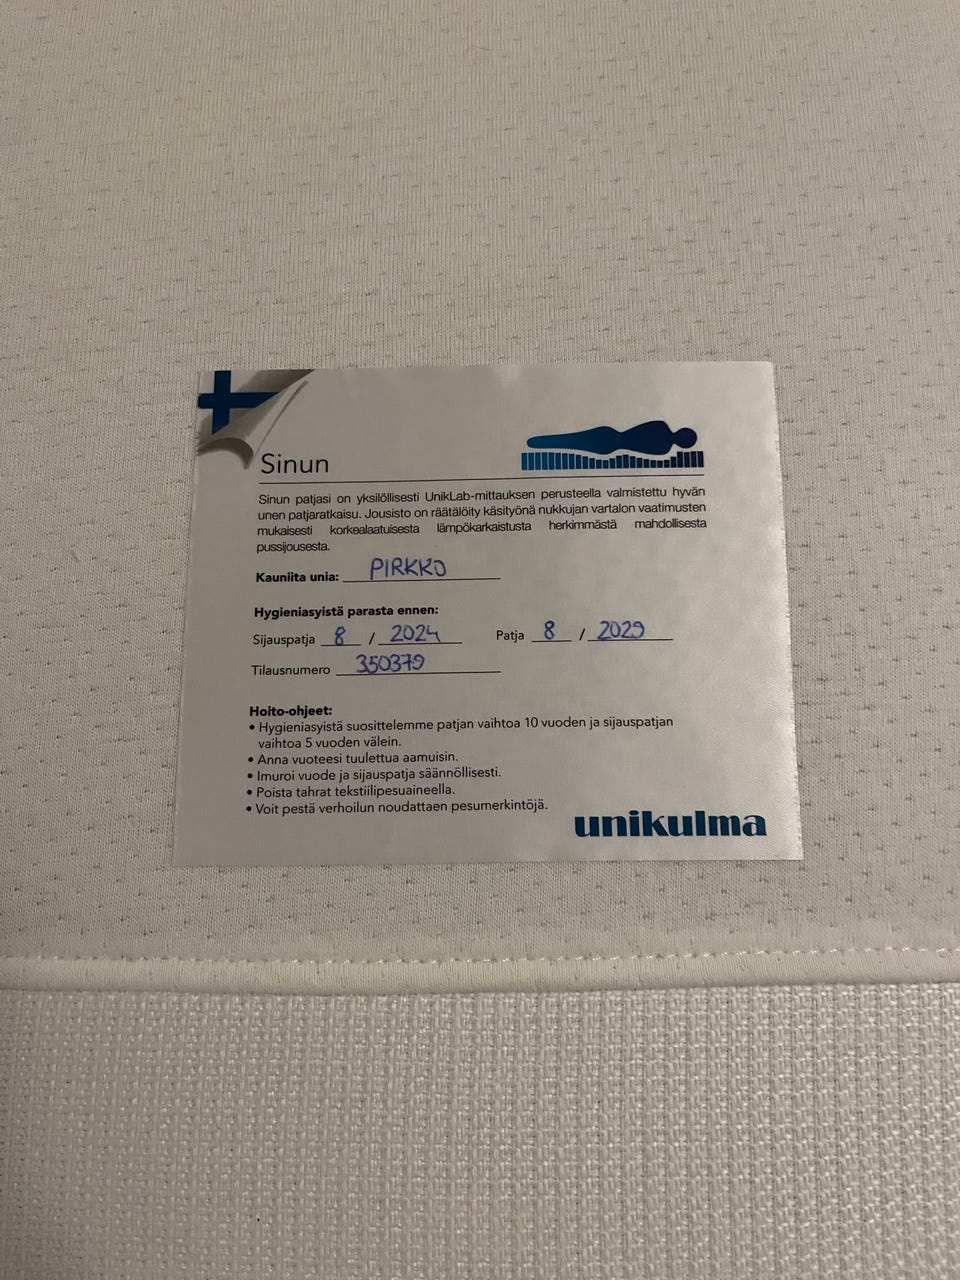 Sinun
Sinun patjasi on yksilöllisesti UnikLab-mittauksen perusteella valmistettu hyvän
unen patjaratkaisu. Jousisto on räätälöity käsityönä nukkujan vartalon vaatimusten
mukaisesti korkealaatuisesta lämpökarkaistusta herkimmästä mahdollisesta
pussijousesta.
Kauniita unia: PIRKKO
Hygieniasyistä parasta ennen:
Sijauspatja 8 / 2024 Patja 8 / 2029
Tilausnumero 350379
Hoito-ohjeet:
• Hygieniasyistä suosittelemme patjan vaihtoa 10 vuoden ja sijauspatjan
vaihtoa 5 vuoden välein.
• Anna vuoteesi tuulettua aamuisin.
• Imuroi vuode ja sijauspatja säännöllisesti.
• Poista tahrat tekstiilipesuaineella.
• Voit pestä verhoilun noudattaen pesumerkintöjä.
unikulma